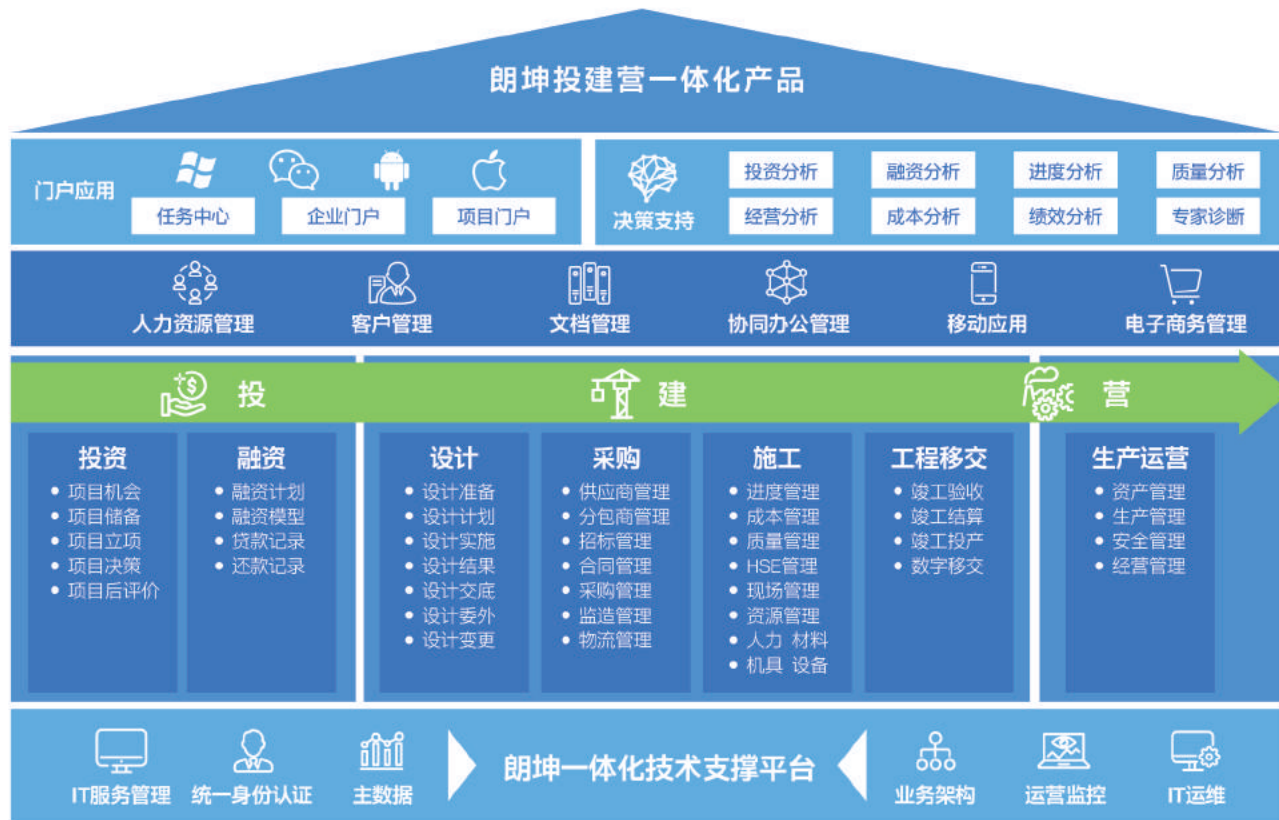 朗坤投建营一体化产品
门户应用
任务中心
企业门户
项目门户
决策支持
投资分析
融资分析
进度分析
质量分析
经营分析
成本分析
绩效分析
专家诊断
人力资源管理
客户管理
文档管理
协同办公管理
移动应用
电子商务管理
投
建
营
投资
• 项目机会
• 项目储备
• 项目立项
• 项目决策
• 项目后评价
融资
• 融资计划
• 融资模型
• 贷款记录
• 还款记录
设计
• 设计准备
• 设计计划
• 设计实施
• 设计结果
• 设计交底
• 设计委外
• 设计变更
采购
• 供应商管理
• 分包商管理
• 招标管理
• 合同管理
• 采购管理
• 监造管理
• 物流管理
施工
• 进度管理
• 成本管理
• 质量管理
• HSE管理
• 现场管理
• 资源管理
• 人力 材料
• 机具 设备
工程移交
• 竣工验收
• 竣工结算
• 竣工投产
• 数字移交
生产运营
• 资产管理
• 生产管理
• 安全管理
• 经营管理
IT服务管理
统一身份认证
主数据
朗坤一体化技术支撑平台
业务架构
运营监控
IT运维